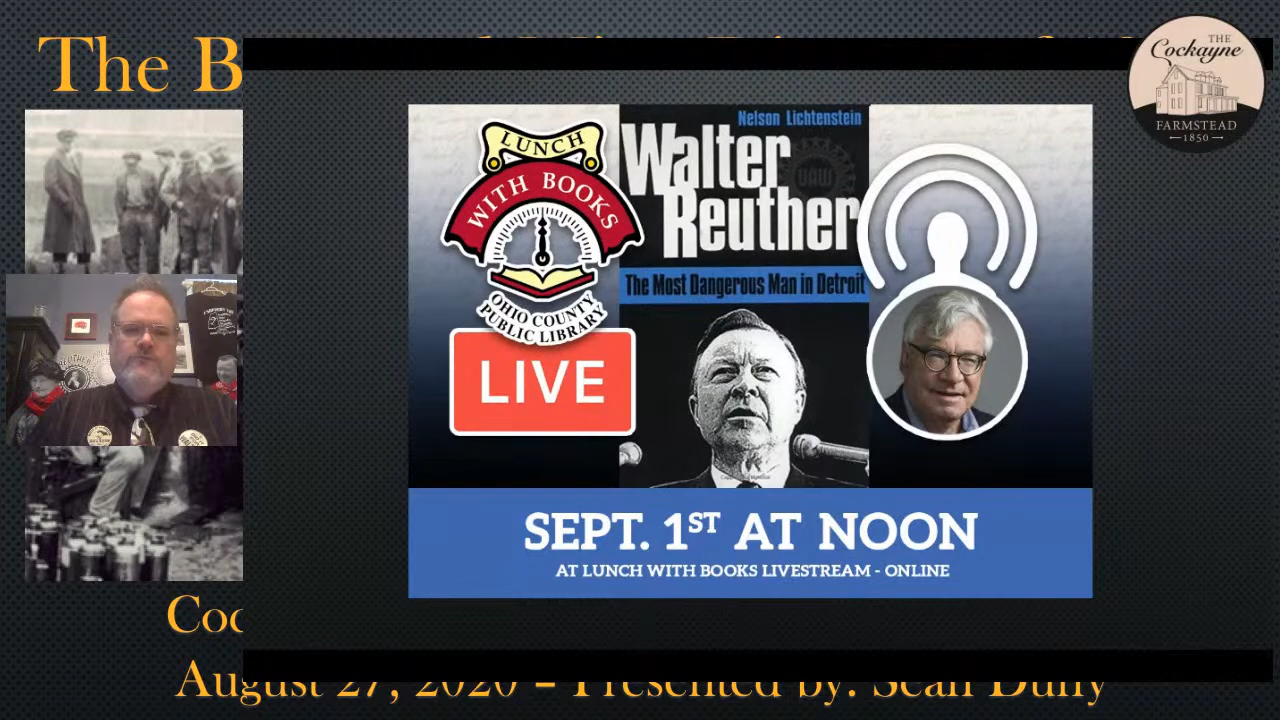 The B
THE
Cockayne
FARMSTEAD
1850
Nelson Lichtenstein
Walter
Reuther
UAW
The Most Dangerous Man in Detroit
LUNCH
WITH BOOKS
OHIO COUNTY
PUBLIC LIBRARY
LIVE
SEPT. 1ST AT NOON
AT LUNCH WITH BOOKS LIVESTREAM - ONLINE
August 27, 2020 – Presented by: Sean Duffy